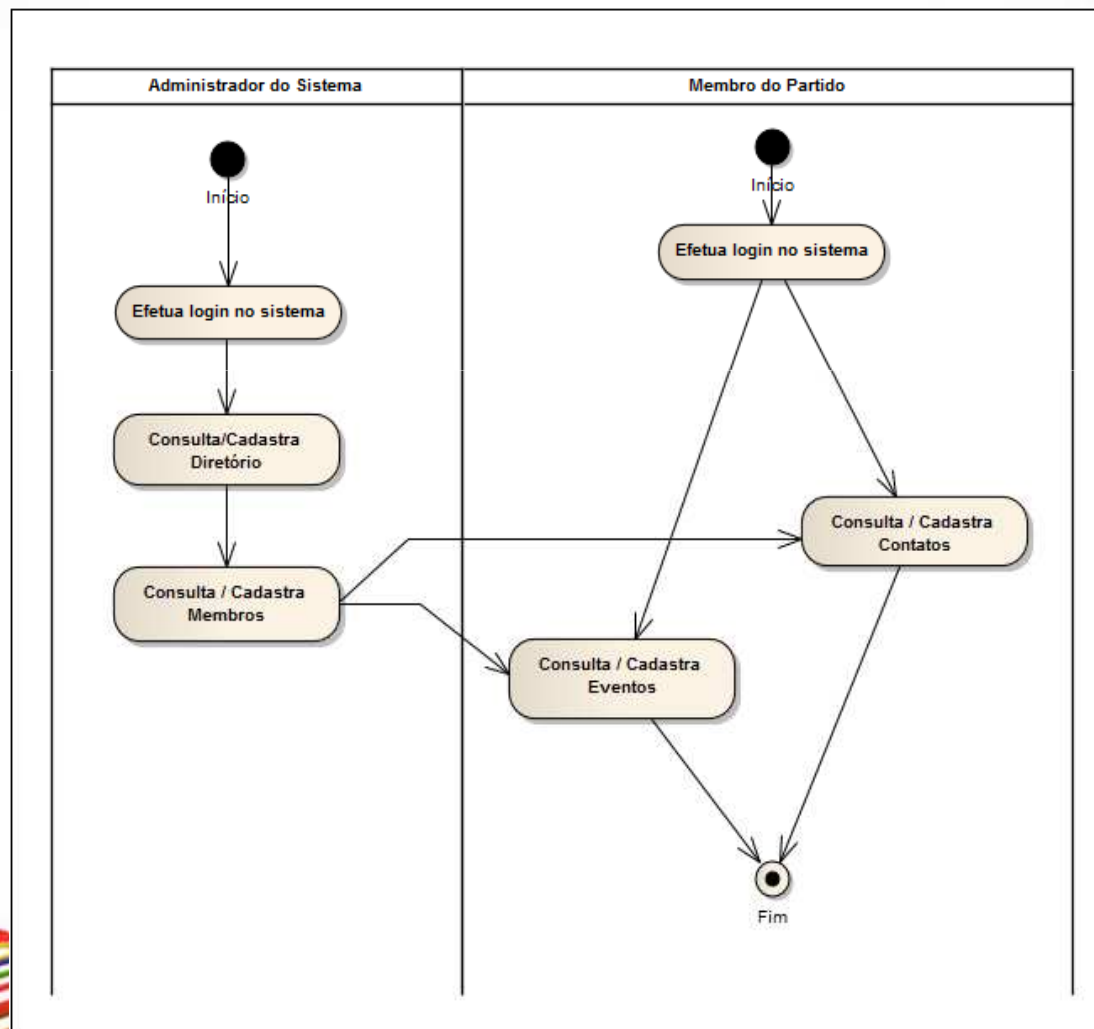 Administrador do Sistema
Membro do Partido
Início
Efetua login no sistema
Consulta/Cadastra
Diretório
Consulta / Cadastra
Membros
Início
Efetua login no sistema
Consulta / Cadastra
Contatos
Consulta / Cadastra
Eventos
Fim